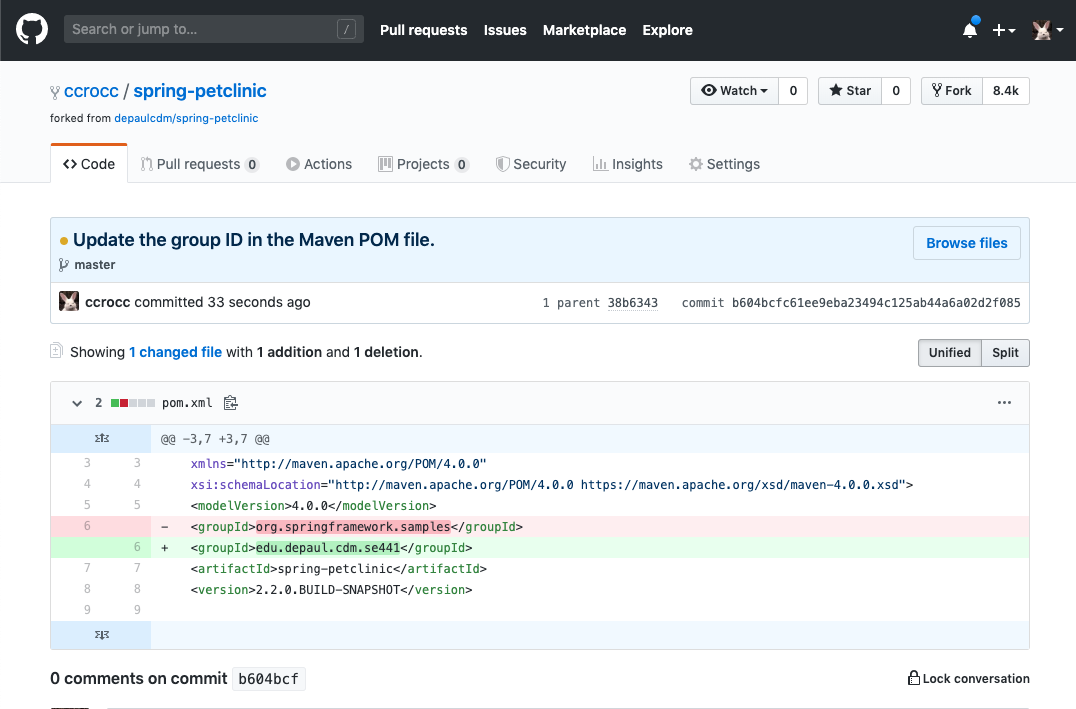 Search or jump to... / Pull requests Issues Marketplace Explore
ccrocc / spring-petclinic Watch 0 Star 0 Fork 8.4k
forked from depaulcdm/spring-petclinic
Code Pull requests 0 Actions Projects 0 Security Insights Settings
Update the group ID in the Maven POM file. Browse files
master
ccrocc committed 33 seconds ago 1 parent 38b6343 commit b604bcfc61ee9eba23494c125ab44a6a02d2f085
Showing 1 changed file with 1 addition and 1 deletion. Unified Split
2 pom.xml ...
@@ -3,7 +3,7 @@
3 3 xmlns="http://maven.apache.org/POM/4.0.0"
4 4 xsi:schemaLocation="http://maven.apache.org/POM/4.0.0 https://maven.apache.org/xsd/maven-4.0.0.xsd">
5 5 <modelVersion>4.0.0</modelVersion>
6 - <groupId>org.springframework.samples</groupId>
6 + <groupId>edu.depaul.cdm.se441</groupId>
7 7 <artifactId>spring-petclinic</artifactId>
8 8 <version>2.2.0.BUILD-SNAPSHOT</version>
9 9
0 comments on commit b604bcf Lock conversation